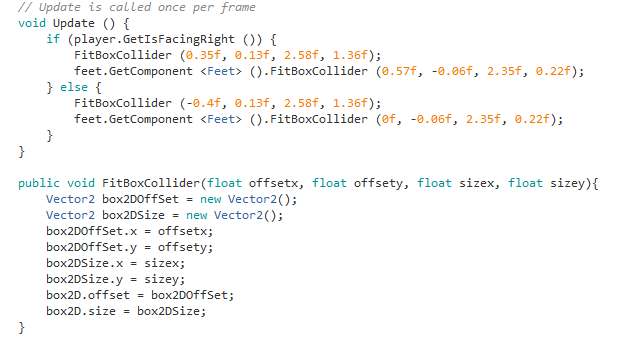 // Update is called once per frame
void Update () {
    if (player.GetIsFacingRight ()) {
        FitBoxCollider (0.35f, 0.13f, 2.58f, 1.36f);
        feet.GetComponent <Feet> ().FitBoxCollider (0.57f, -0.06f, 2.35f, 0.22f);
    } else {
        FitBoxCollider (-0.4f, 0.13f, 2.58f, 1.36f);
        feet.GetComponent <Feet> ().FitBoxCollider (0f, -0.06f, 2.35f, 0.22f);
    }
}

public void FitBoxCollider(float offsetx, float offsety, float sizex, float sizey){
    Vector2 box2DOffSet = new Vector2();
    Vector2 box2DSize = new Vector2();
    box2DOffSet.x = offsetx;
    box2DOffSet.y = offsety;
    box2DSize.x = sizex;
    box2DSize.y = sizey;
    box2D.offset = box2DOffSet;
    box2D.size = box2DSize;
}